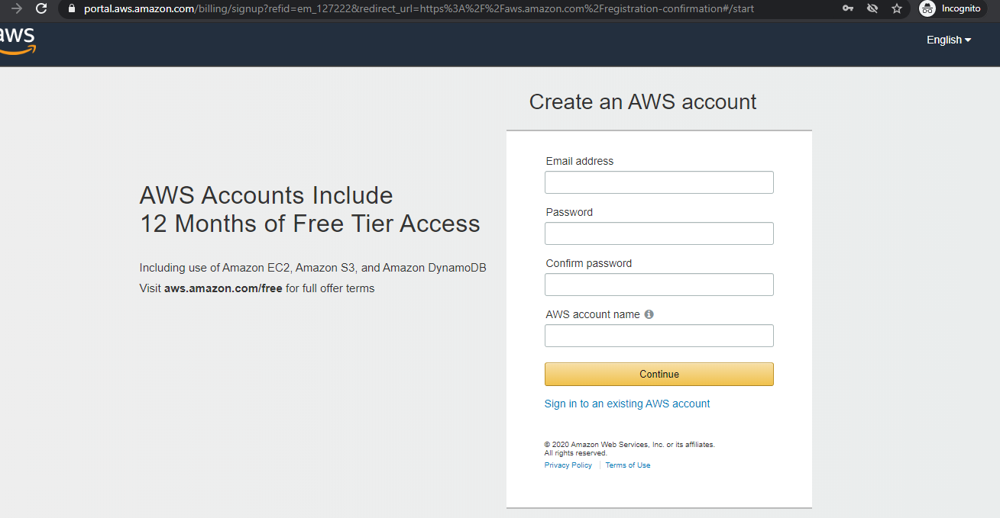 portal.aws.amazon.com/billing/signup?refid=em_127222&redirect_url=https%3A%2F%2Faws.amazon.com%2Fregistration-confirmation#/start
Incognito
aws
English
Create an AWS account
AWS Accounts Include
12 Months of Free Tier Access
Including use of Amazon EC2, Amazon S3, and Amazon DynamoDB
Visit aws.amazon.com/free for full offer terms
Email address
Password
Confirm password
AWS account name
Continue
Sign in to an existing AWS account
© 2020 Amazon Web Services, Inc. or its affiliates.
All rights reserved.
Privacy Policy | Terms of Use